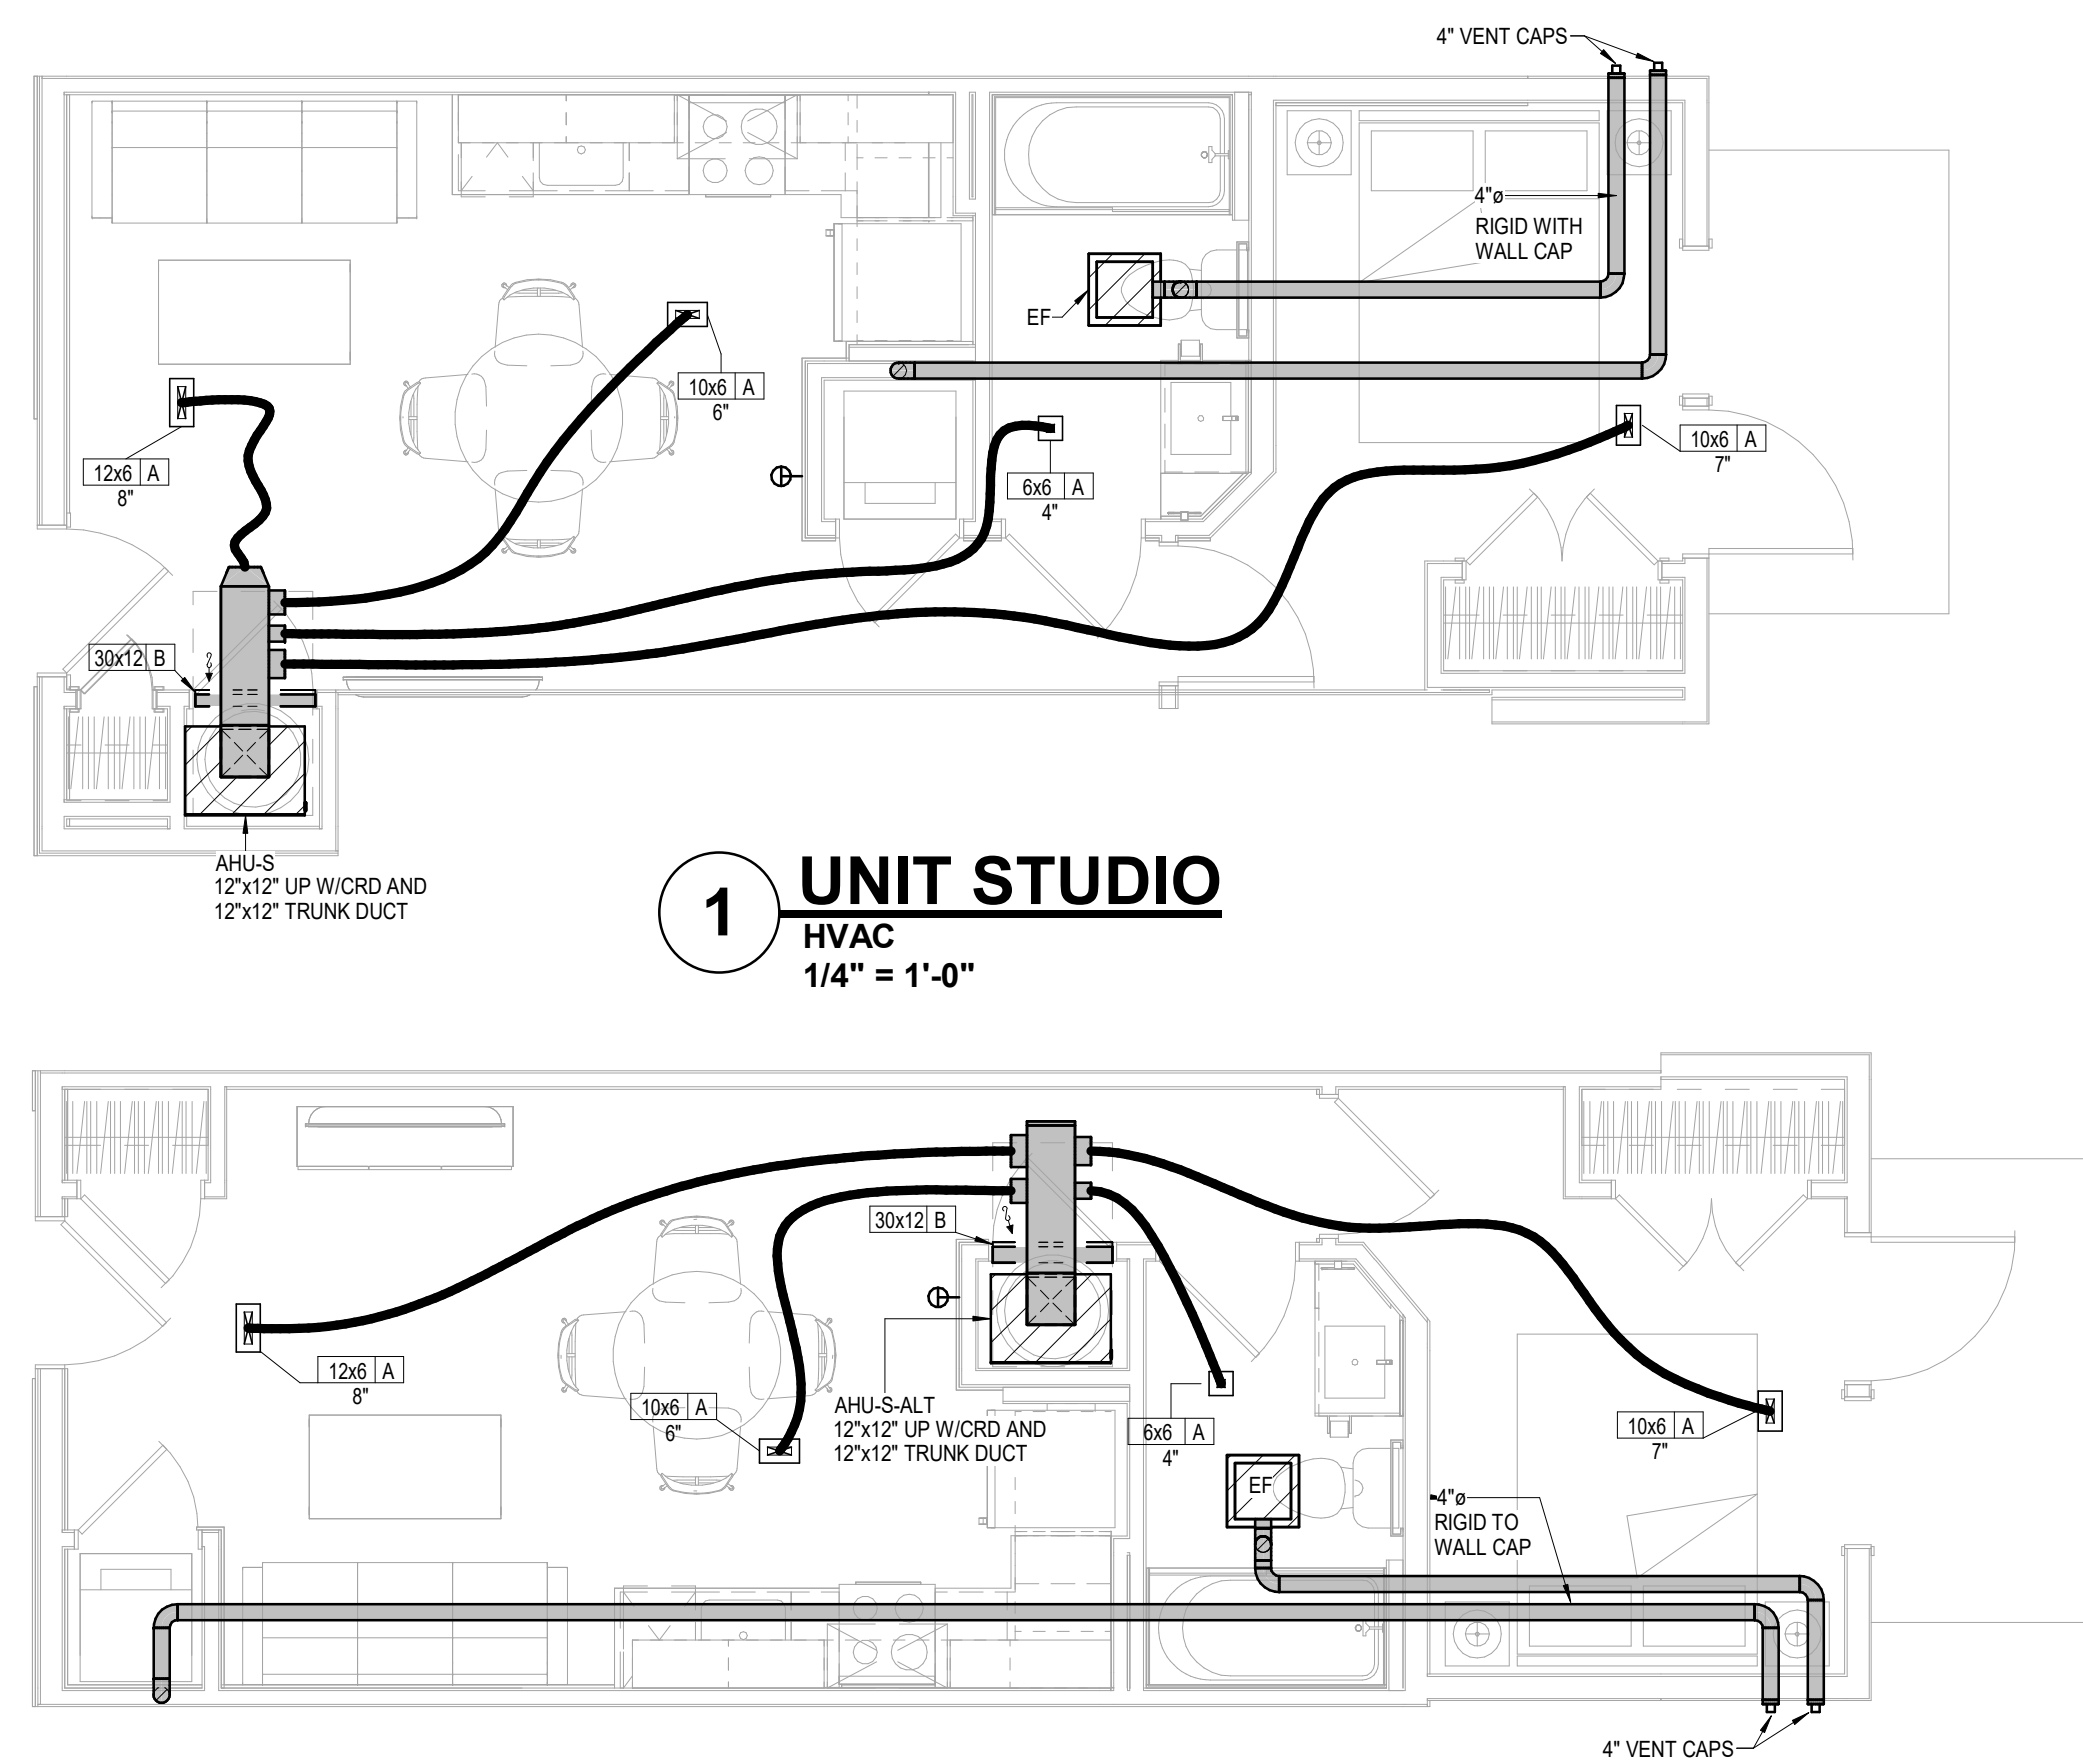 4" VENT CAPS
4"ø
RIGID WITH
WALL CAP
EF
10x6 A
6"
12x6 A
8"
10x6 A
7"
6x6 A
4"
30x12 B
AHU-S
12"x12" UP W/CRD AND
12"x12" TRUNK DUCT
1
UNIT STUDIO
HVAC
1/4" = 1'-0"
30x12 B
12x6 A
8"
10x6 A
6"
AHU-S-ALT
12"x12" UP W/CRD AND
12"x12" TRUNK DUCT
6x6 A
4"
10x6 A
7"
EF
4"ø
RIGID TO
WALL CAP
4" VENT CAPS